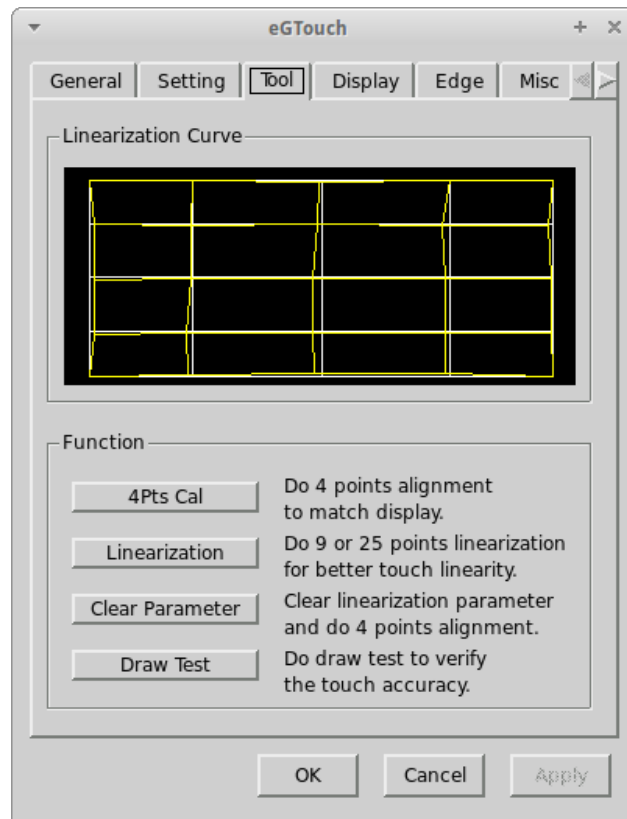 eGTouch
General Setting Tool Display Edge Misc
Linearization Curve
Function
4Pts Cal
Do 4 points alignment
to match display.
Linearization
Do 9 or 25 points linearization
for better touch linearity.
Clear Parameter
Clear linearization parameter
and do 4 points alignment.
Draw Test
Do draw test to verify
the touch accuracy.
OK Cancel Apply